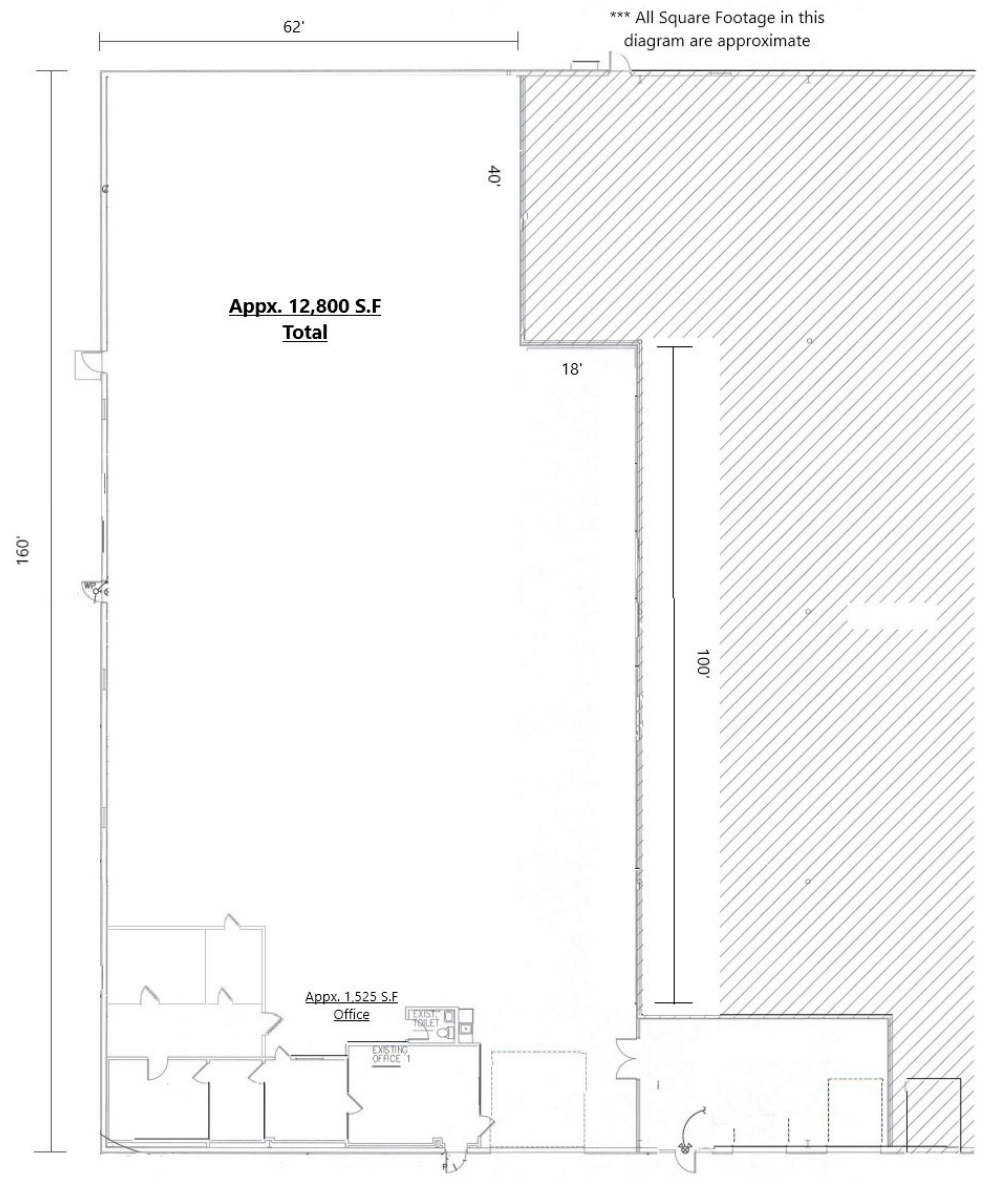 62'
*** All Square Footage in this
diagram are approximate
40'
Appx. 12,800 S.F
Total
18'
160'
WP
100'
Appx. 1,525 S.F
Office
EXIST.
TOILET
EXISTING
OFFICE 1
P